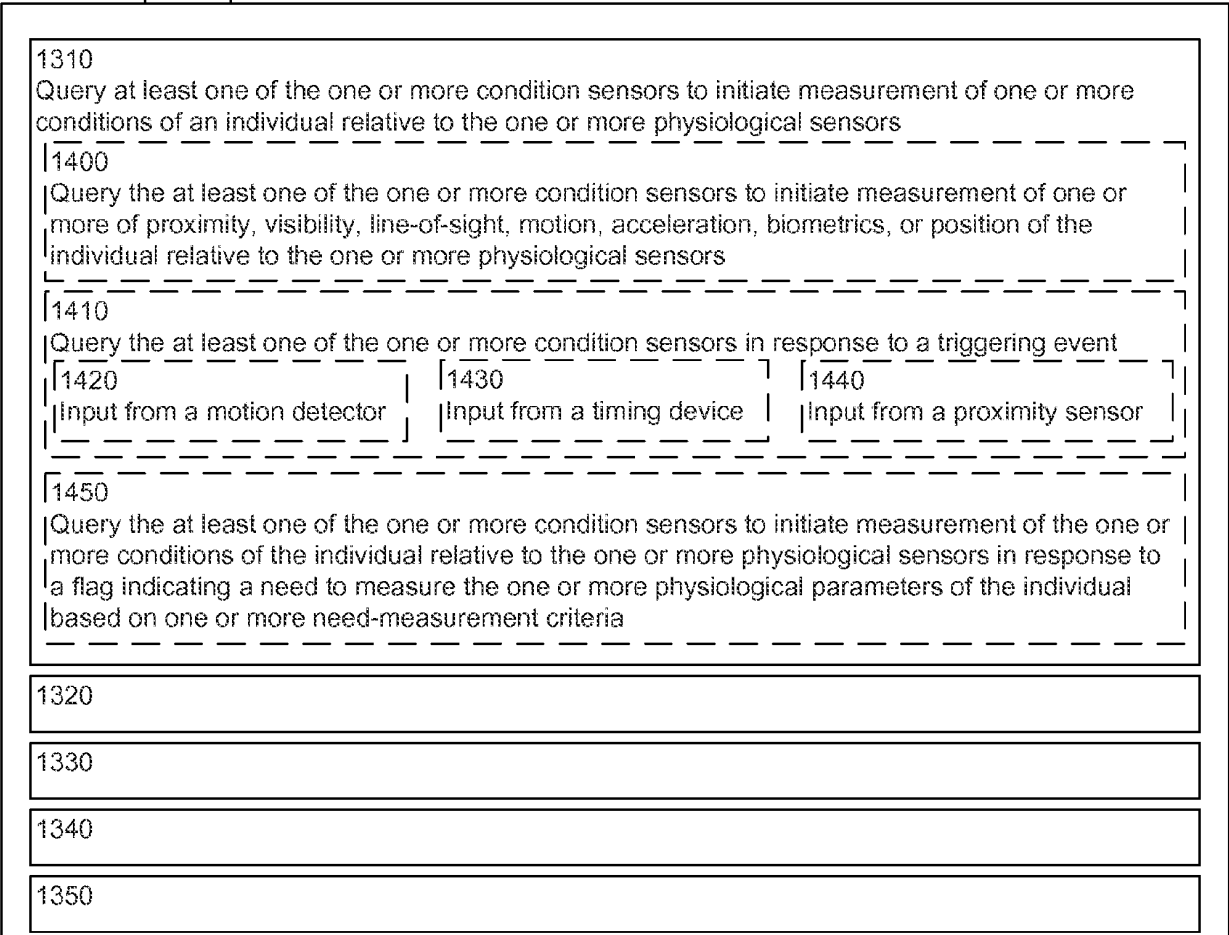 1310
Query at least one of the one or more condition sensors to initiate measurement of one or more
conditions of an individual relative to the one or more physiological sensors
1400
Query the at least one of the one or more condition sensors to initiate measurement of one or
more of proximity, visibility, line-of-sight, motion, acceleration, biometrics, or position of the
individual relative to the one or more physiological sensors
1410
Query the at least one of the one or more condition sensors in response to a triggering event
1420
Input from a motion detector
1430
Input from a timing device
1440
Input from a proximity sensor
1450
Query the at least one of the one or more condition sensors to initiate measurement of the one or
more conditions of the individual relative to the one or more physiological sensors in response to
a flag indicating a need to measure the one or more physiological parameters of the individual
based on one or more need-measurement criteria
1320
1330
1340
1350